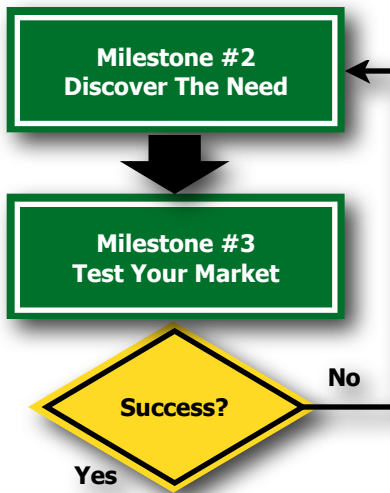 Milestone #2
Discover The Need
Milestone #3
Test Your Market
Success?
No
Yes